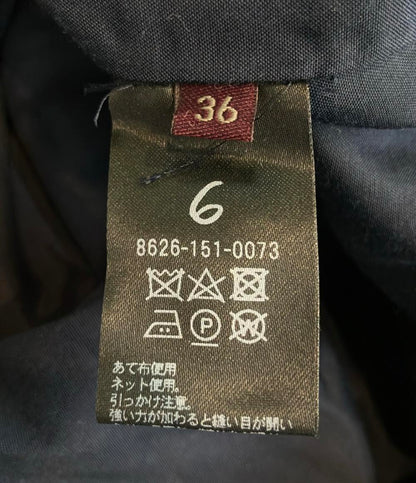 36
6
8626-151-0073
P W
あて布使用
ネット使用。
引っかけ注意。
強い力が加わると縫い目が開い